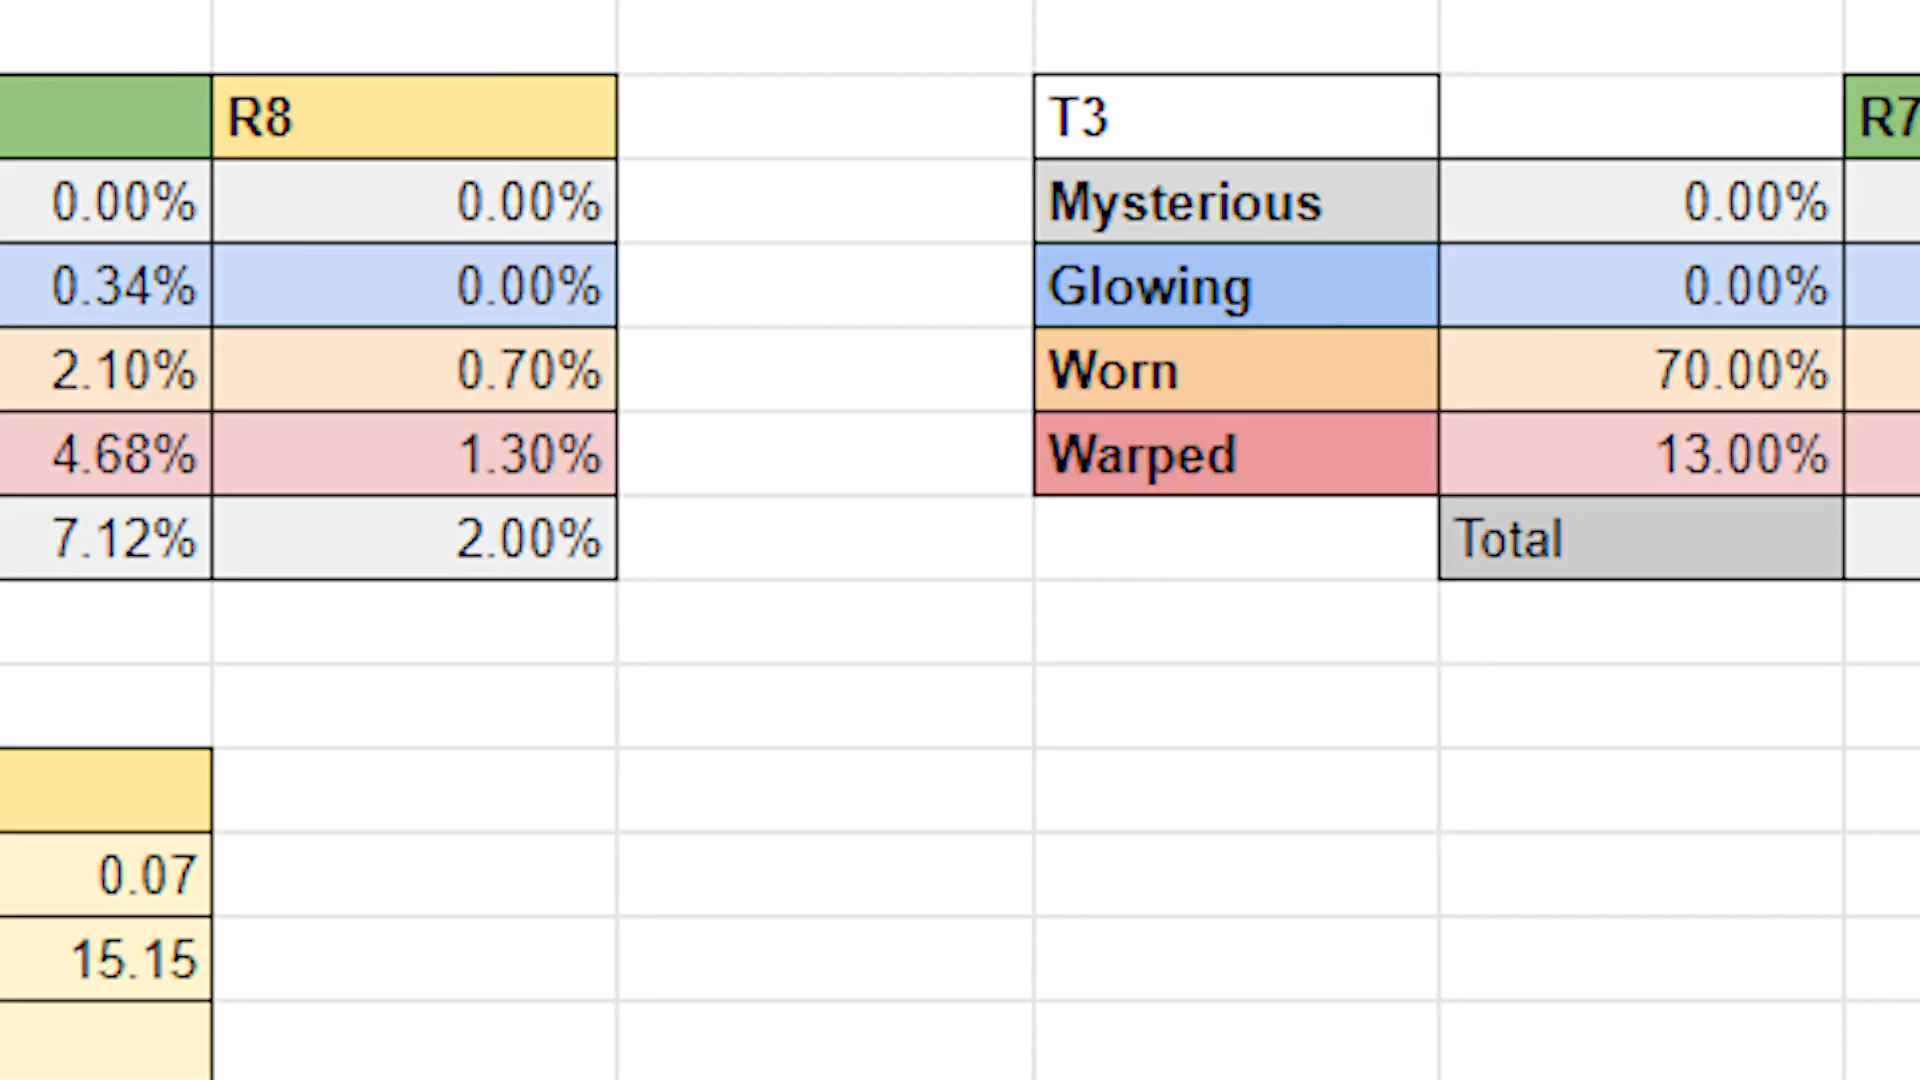 R8 T3 R7
0.00% 0.00% Mysterious 0.00%
0.34% 0.00% Glowing 0.00%
2.10% 0.70% Worn 70.00%
4.68% 1.30% Warped 13.00%
7.12% 2.00% Total
0.07
15.15